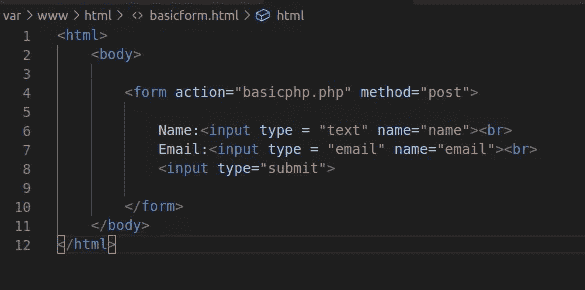 var > www > html > <> basicform.html > html
1 <html>
2 <body>
3
4 <form action="basicphp.php" method="post">
5
6 Name:<input type = "text" name="name"><br>
7 Email:<input type = "email" name="email"><br>
8 <input type="submit">
9
10 </form>
11 </body>
12 </html>